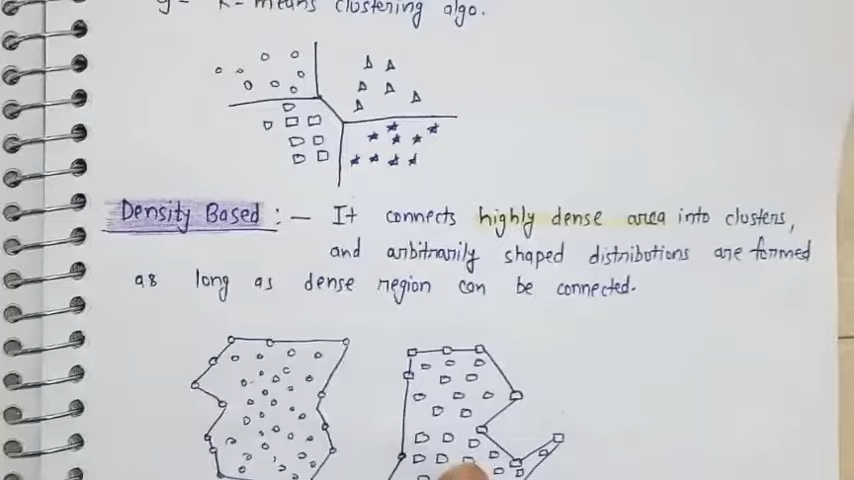 g- K-means clustering algo.
Density Based :- It connects highly dense area into clusters,
and arbitrarily shaped distributions are formed
as long as dense region can be connected.